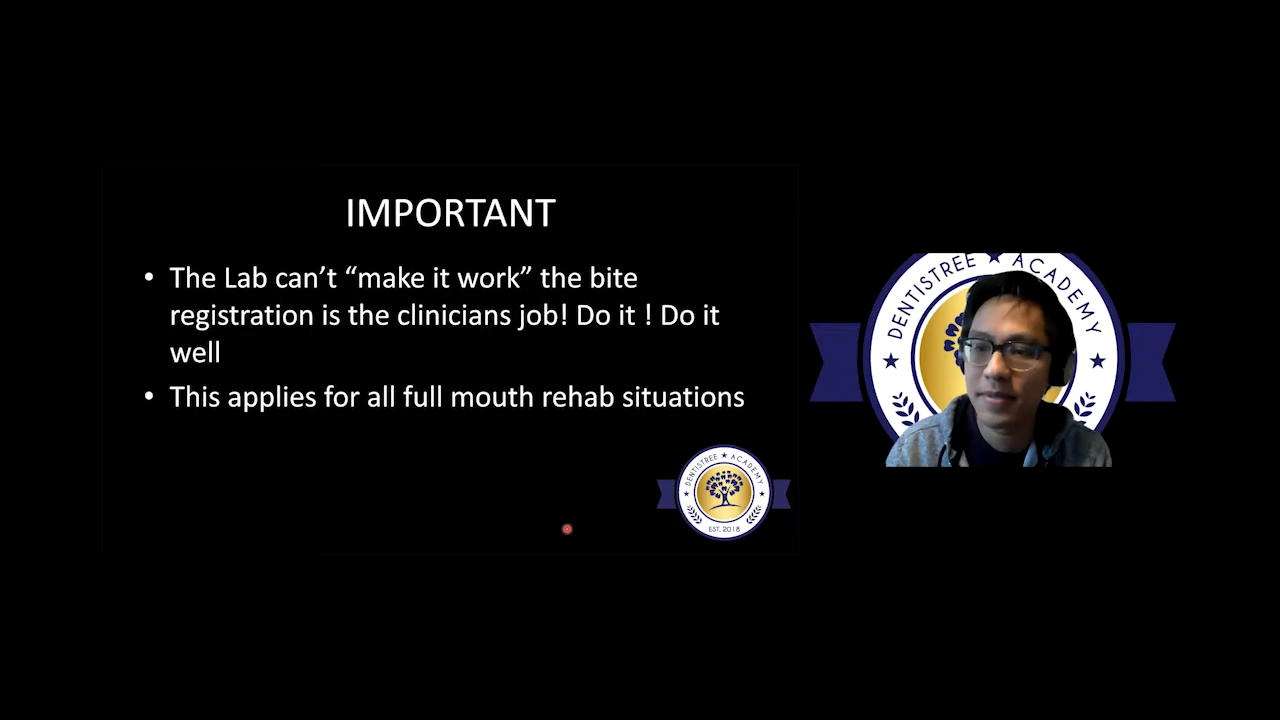 IMPORTANT
• The Lab can’t “make it work” the bite
registration is the clinicians job! Do it ! Do it
well
• This applies for all full mouth rehab situations
DENTISTREE ★ ACADEMY
EST. 2018
DENTISTREE ★ ACADEMY